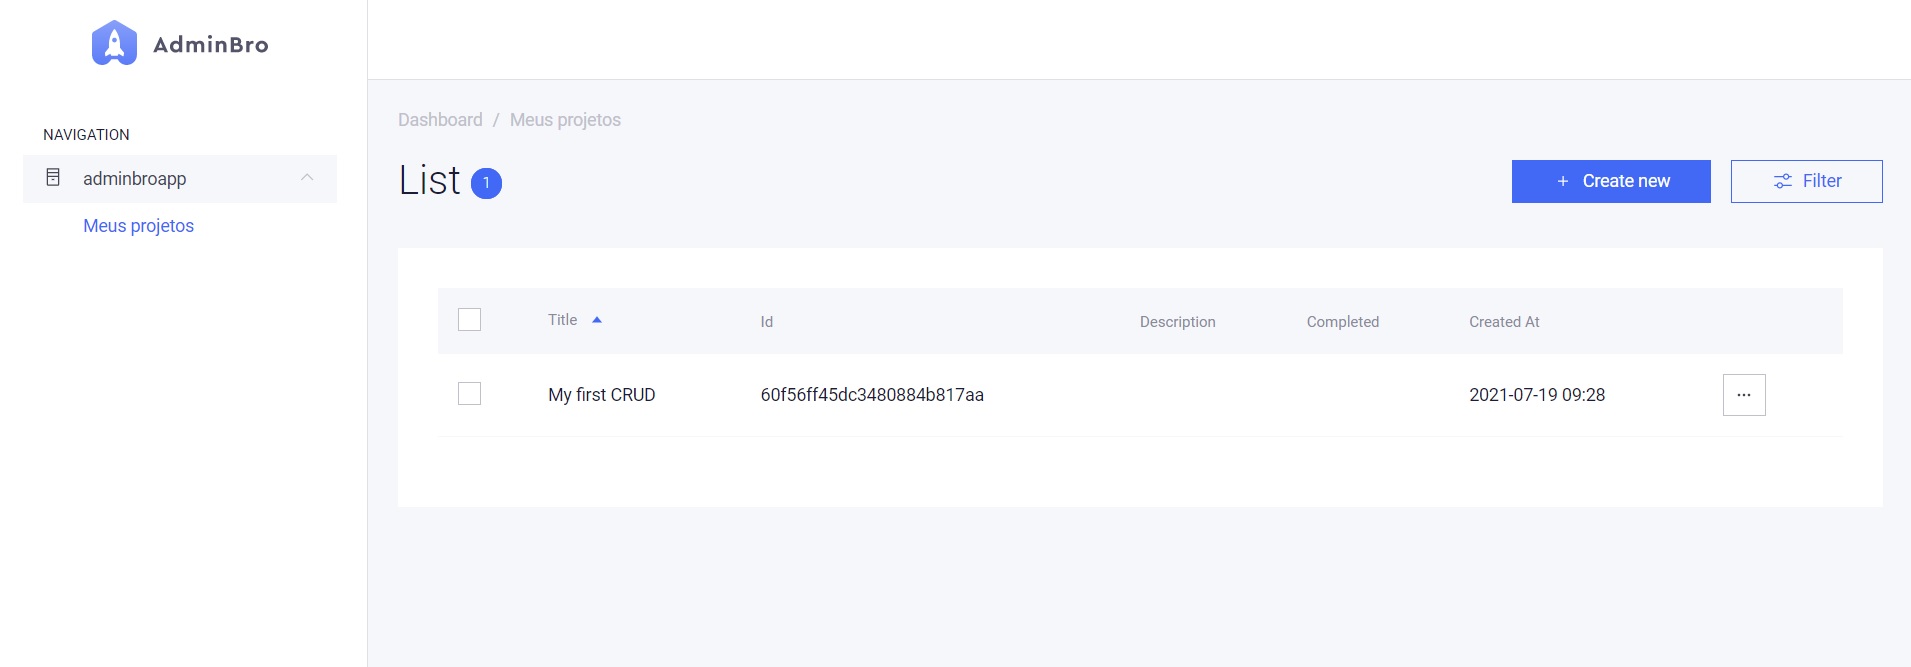 AdminBro
NAVIGATION
adminbroapp
Meus projetos
Dashboard / Meus projetos
List 1
+ Create new
Filter
Title Id Description Completed Created At
My first CRUD 60f56ff45dc3480884b817aa 2021-07-19 09:28 ...